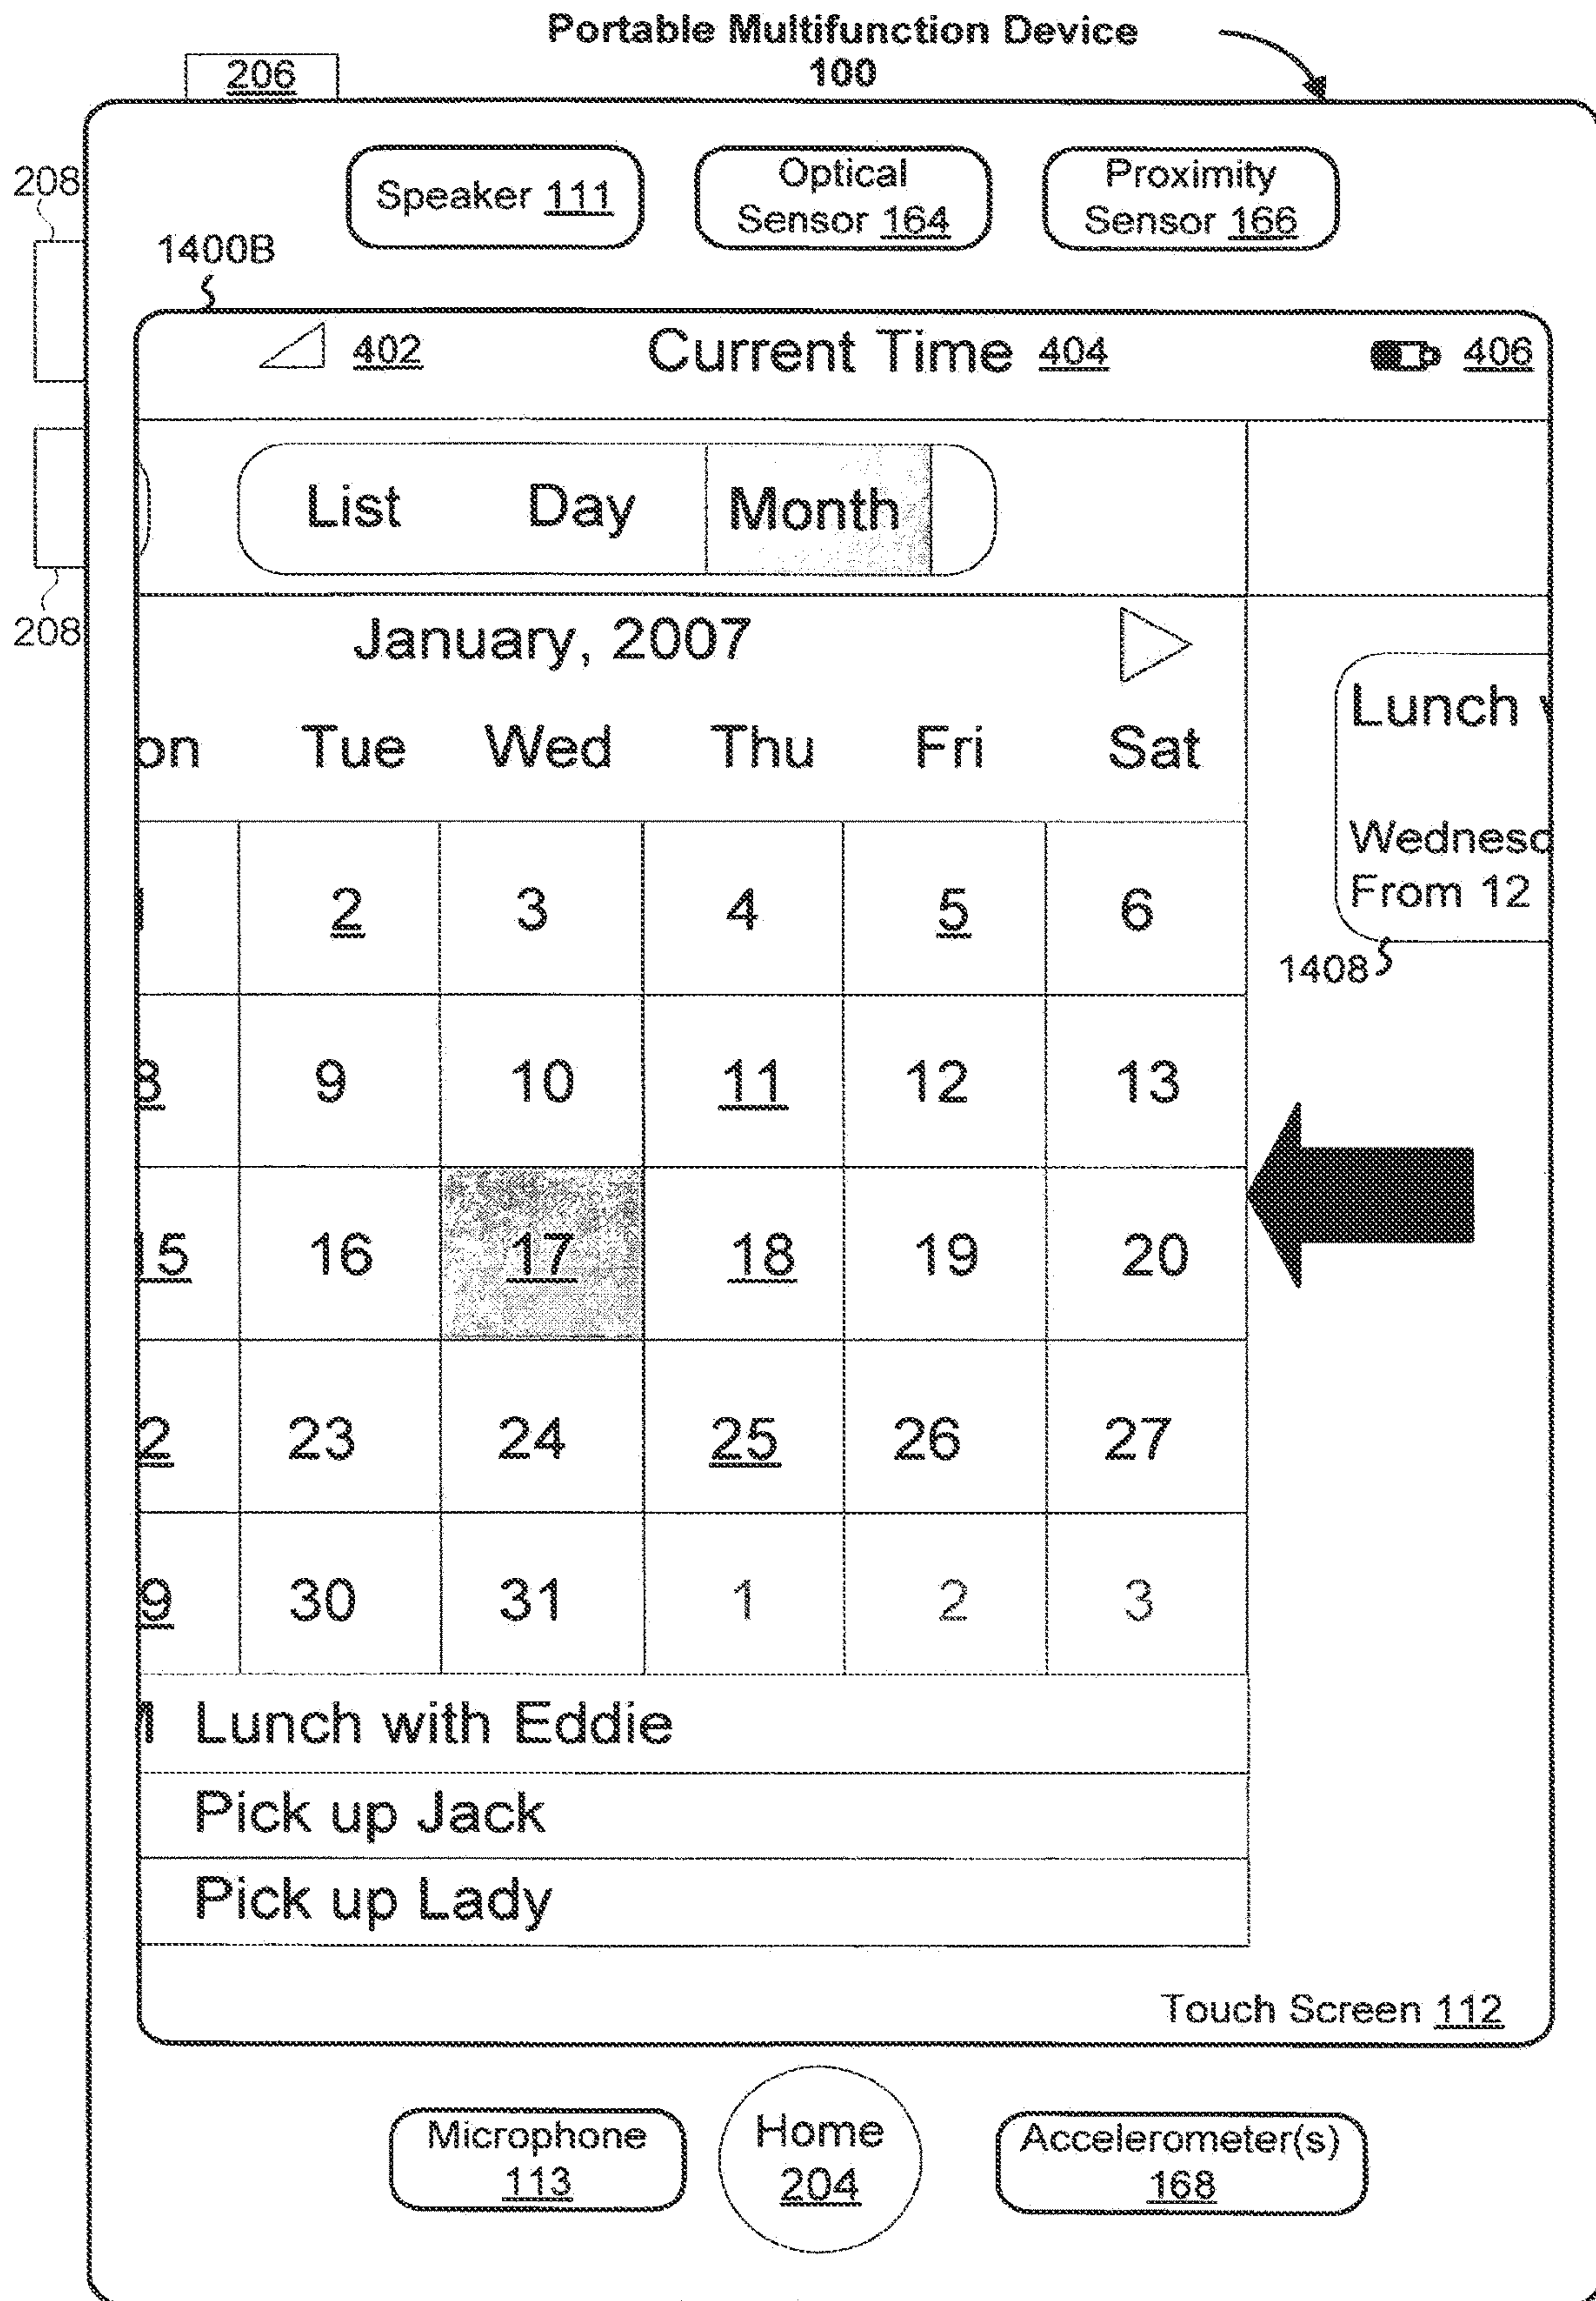 Portable Multifunction Device
100
206
208
Speaker 111
Optical
Sensor 164
Proximity
Sensor 166
1400B
402 Current Time 404 406
List Day Month
208
January, 2007
Lunch
on Tue Wed Thu Fri Sat
Wednesd
From 12
2 3 4 5 6
1408
8 9 10 11 12 13
15 16 17 18 19 20
2 23 24 25 26 27
9 30 31 1 2 3
Lunch with Eddie
Pick up Jack
Pick up Lady
Touch Screen 112
Microphone
113
Home
204
Accelerometer(s)
168